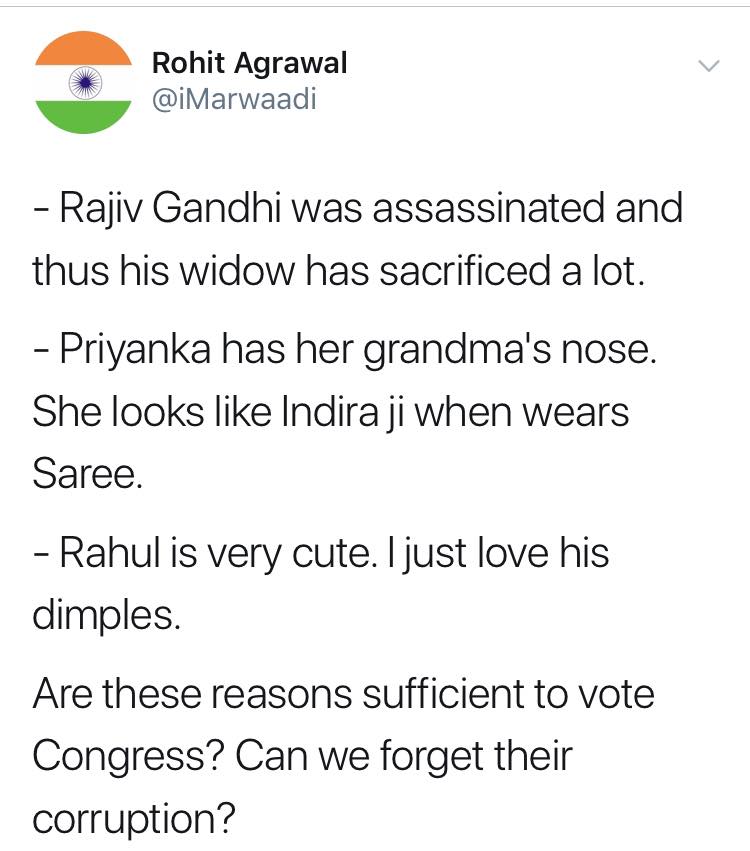 Rohit Agrawal
@iMarwaadi
- Rajiv Gandhi was assassinated and
thus his widow has sacrificed a lot.
- Priyanka has her grandma's nose.
She looks like Indira ji when wears
Saree.
- Rahul is very cute. I just love his
dimples.
Are these reasons sufficient to vote
Congress? Can we forget their
corruption?